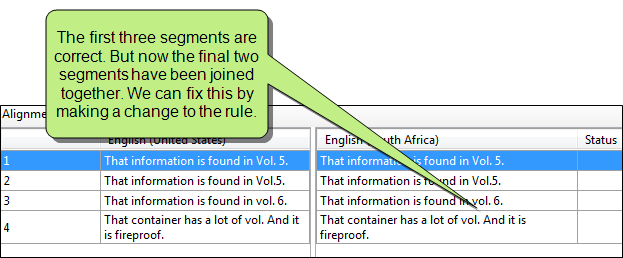 The first three segments are
correct. But now the final two
segments have been joined
together. We can fix this by
making a change to the rule.
Alignme
English (United States) English (South Africa) Status
1 That information is found in Vol. 5. That information is found in Vol. 5.
2 That information is found in Vol.5. That information is found in Vol.5.
3 That information is found in vol. 6. That information is found in vol. 6.
4 That container has a lot of vol. And it is fireproof. That container has a lot of vol. And it is
fireproof.